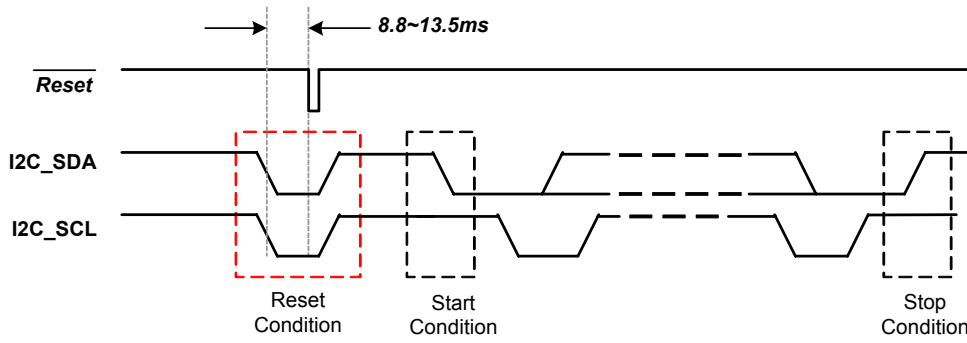 8.8~13.5ms
Reset
I2C_SDA
I2C_SCL
Reset
Condition
Start
Condition
Stop
Condition